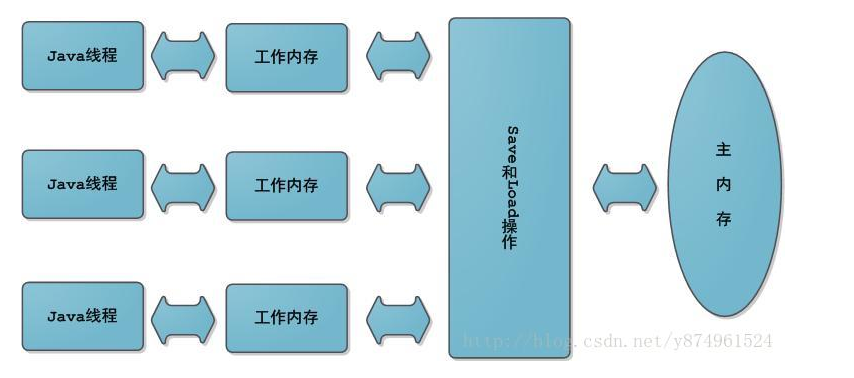 Java线程
工作内存
Java线程
工作内存
Java线程
工作内存
Save和Load操作
主
内
存
http://blog.csdn.net/y874961524